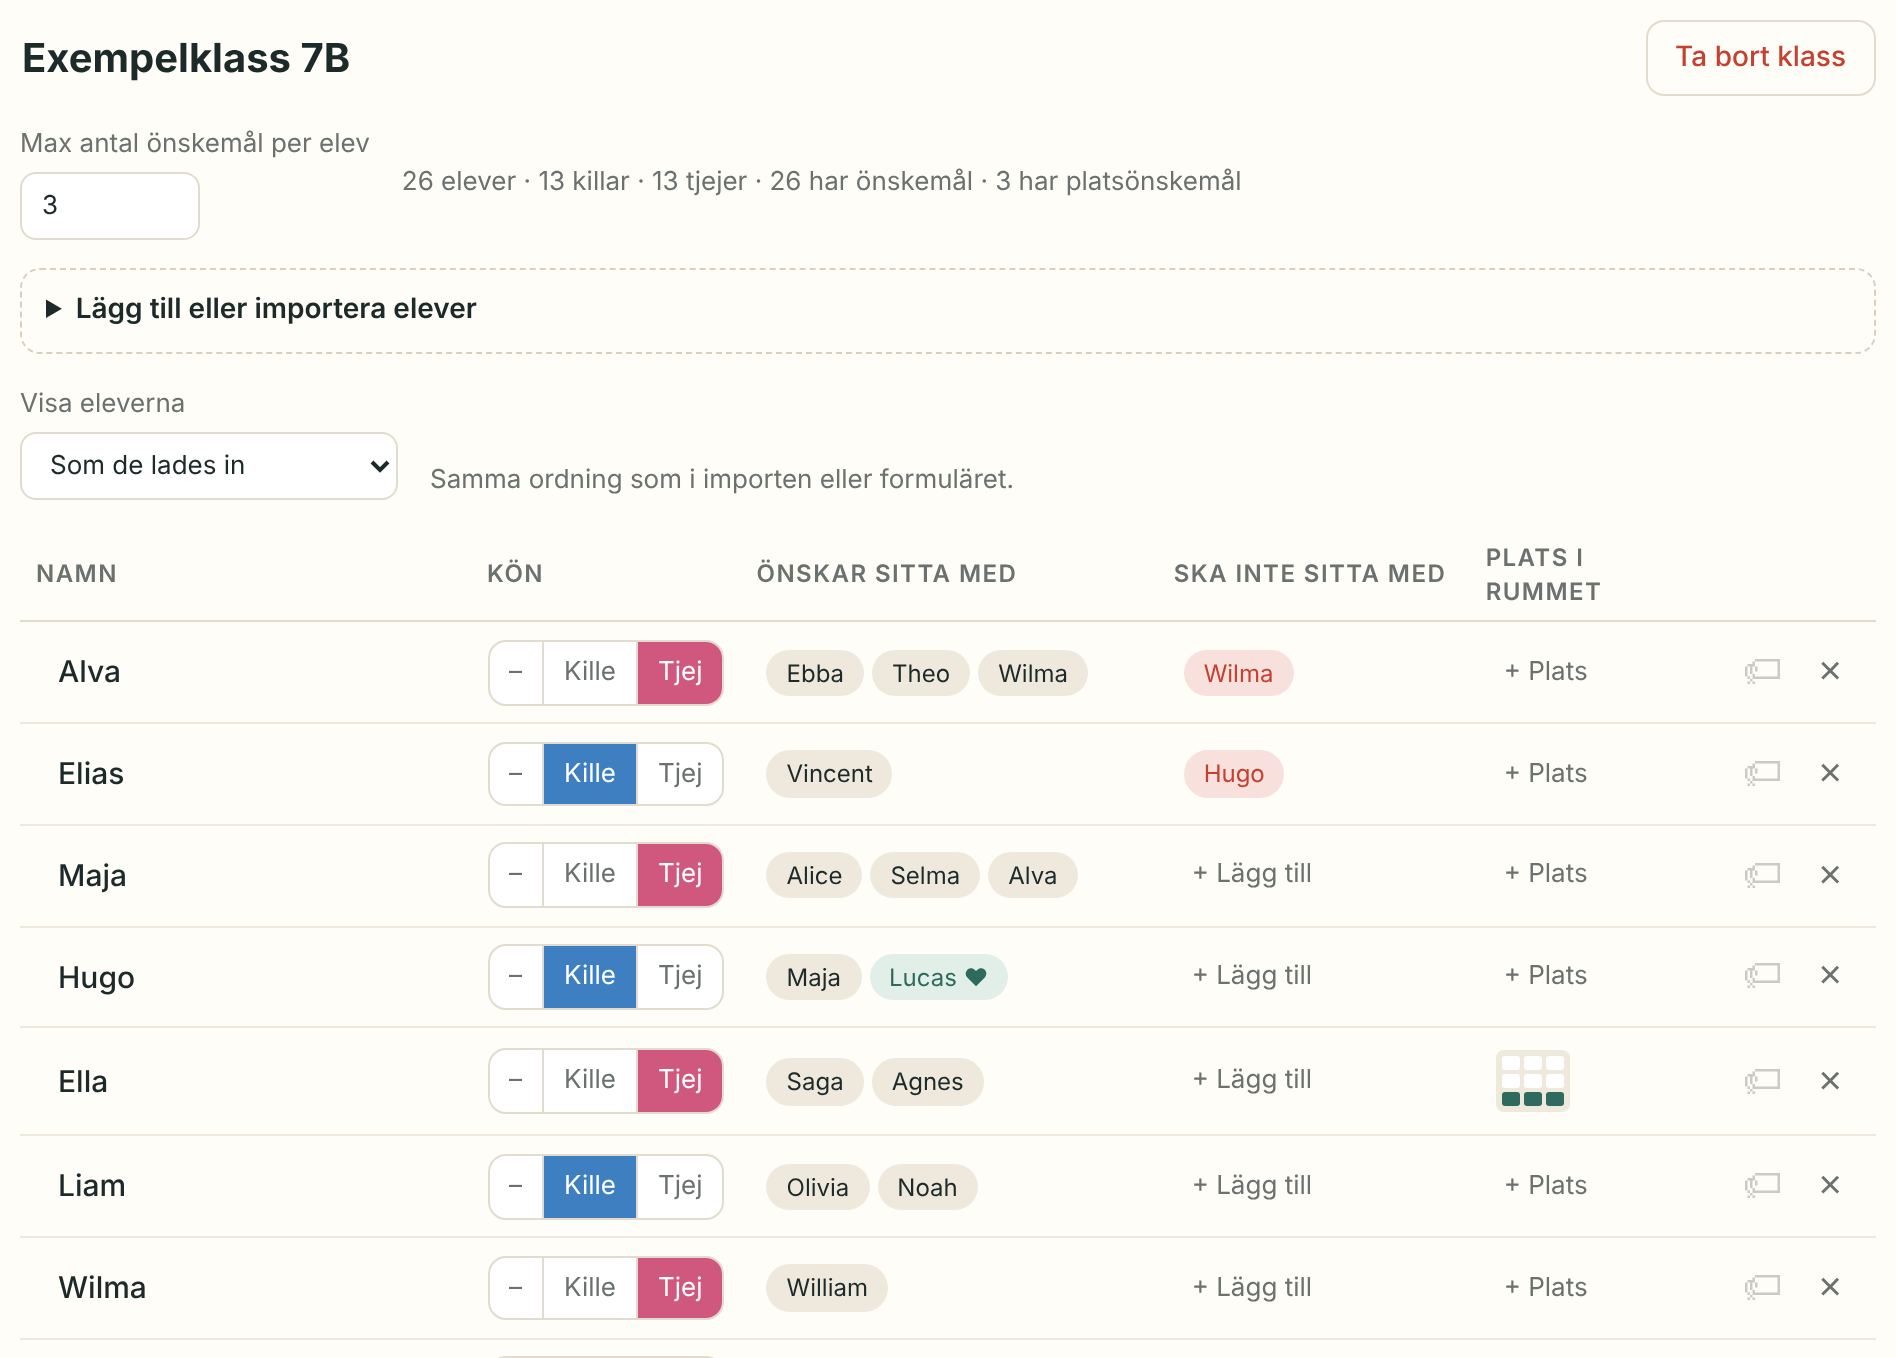 Exempelklass 7B
Ta bort klass
Max antal önskemål per elev
3
26 elever · 13 killar · 13 tjejer · 26 har önskemål · 3 har platsönskemål
Lägg till eller importera elever
Visa eleverna
Som de lades in
Samma ordning som i importen eller formuläret.
NAMN KÖN ÖNSKAR SITTA MED SKA INTE SITTA MED PLATS I RUMMET
Alva – Kille Tjej Ebba Theo Wilma Wilma + Plats
Elias – Kille Tjej Vincent Hugo + Plats
Maja – Kille Tjej Alice Selma Alva + Lägg till + Plats
Hugo – Kille Tjej Maja Lucas ♥ + Lägg till + Plats
Ella – Kille Tjej Saga Agnes + Lägg till
Liam – Kille Tjej Olivia Noah + Lägg till + Plats
Wilma – Kille Tjej William + Lägg till + Plats